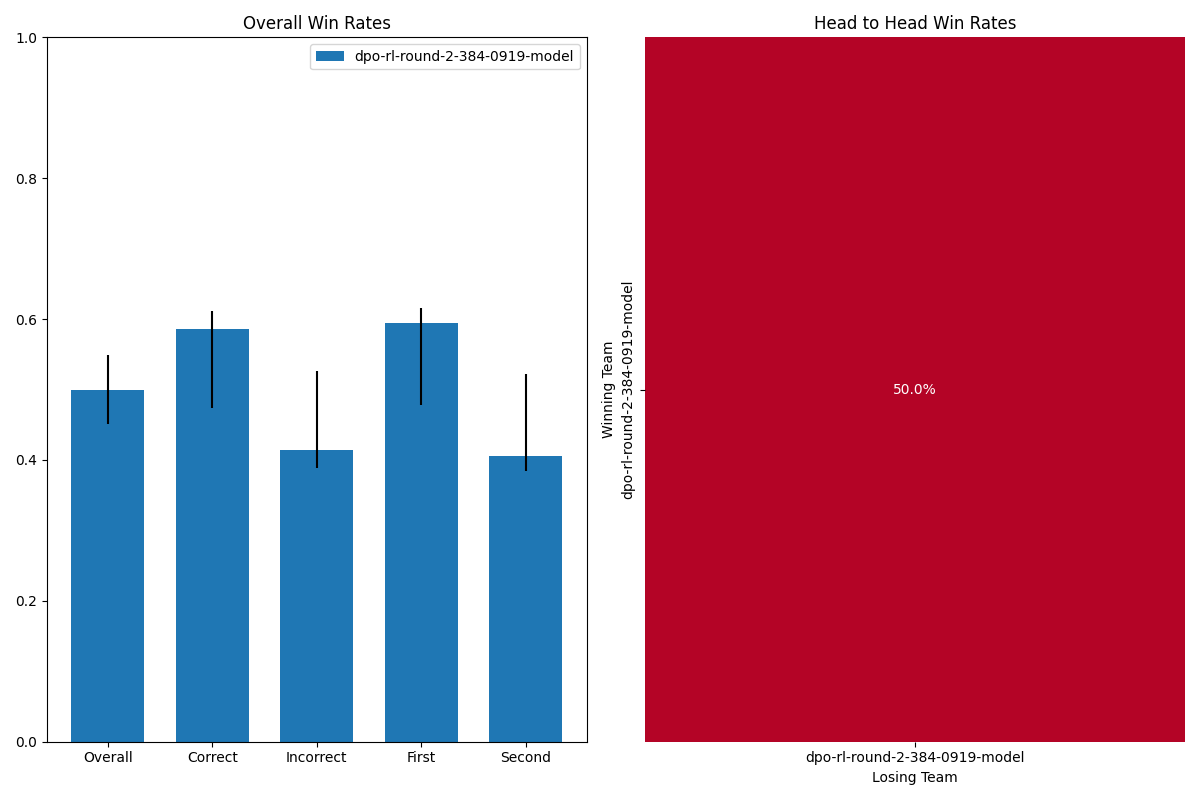 Overall Win Rates
1.0
0.8
0.6
0.4
0.2
0.0
dpo-rl-round-2-384-0919-model
Overall
Correct
Incorrect
First
Second
Head to Head Win Rates
Winning Team
dpo-rl-round-2-384-0919-model
50.0%
dpo-rl-round-2-384-0919-model
Losing Team